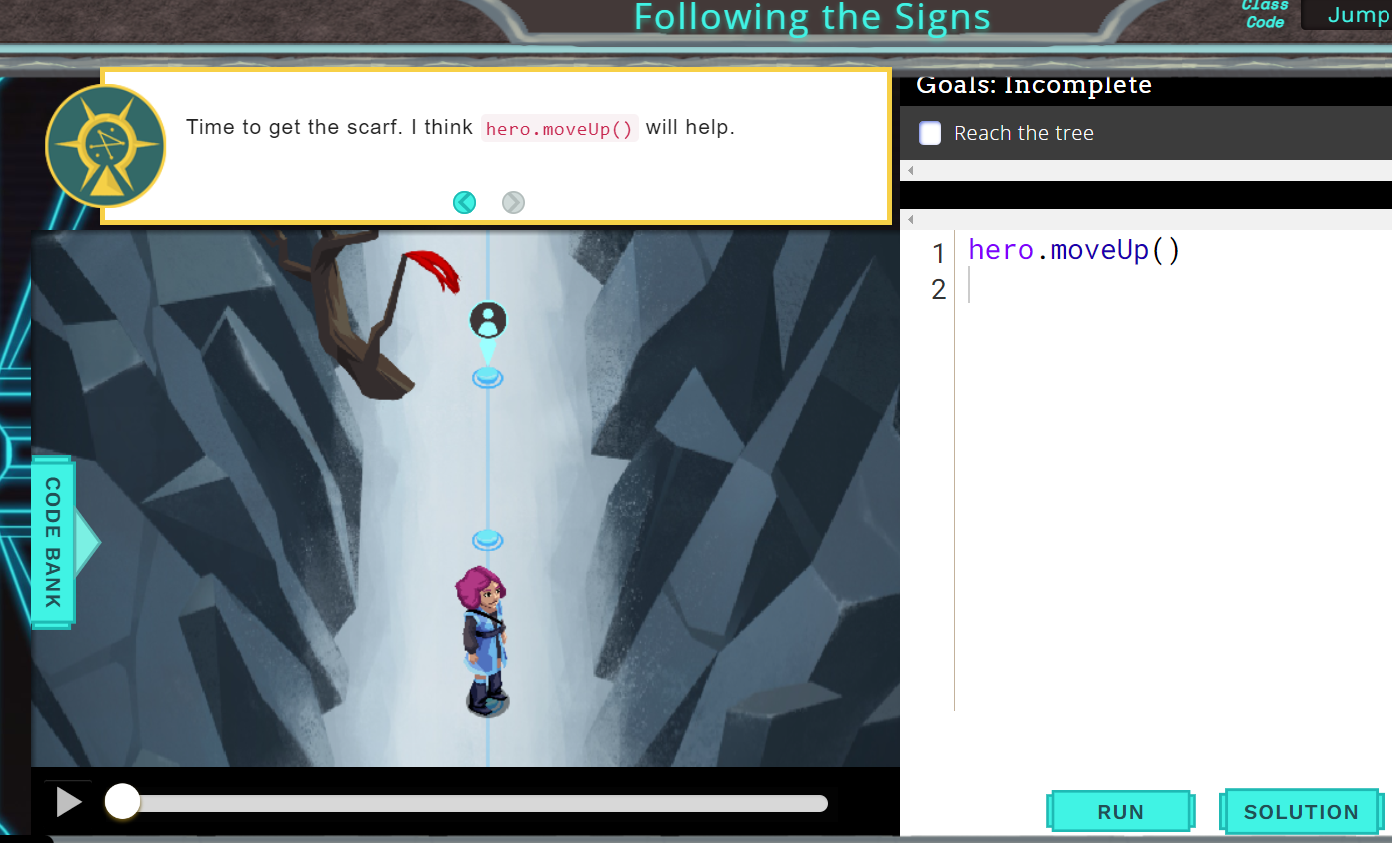 Following the Signs
Class
Code
Jump
Time to get the scarf. I think hero.moveUp() will help.
Goals: Incomplete
Reach the tree
1 hero.moveUp()
2
CODE BANK
RUN
SOLUTION